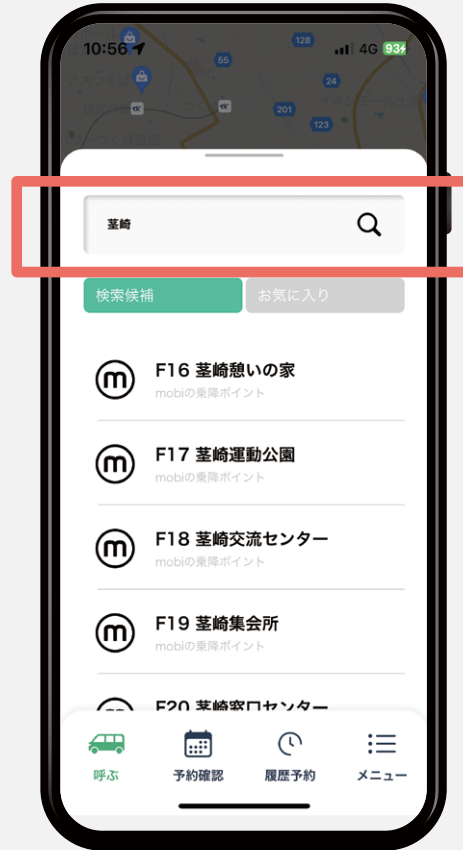 128
10:56
55
4G 93
24
201
123
茎崎
検索候補
お気に入り
m F16 茎崎憩いの家
mobiの乗降ポイント
m F17 茎崎運動公園
mobiの乗降ポイント
m F18 茎崎交流センター
mobiの乗降ポイント
m F19 茎崎集会所
mobiの乗降ポイント
F20 茎崎窓口センター
呼ぶ 予約確認 履歴予約 メニュー